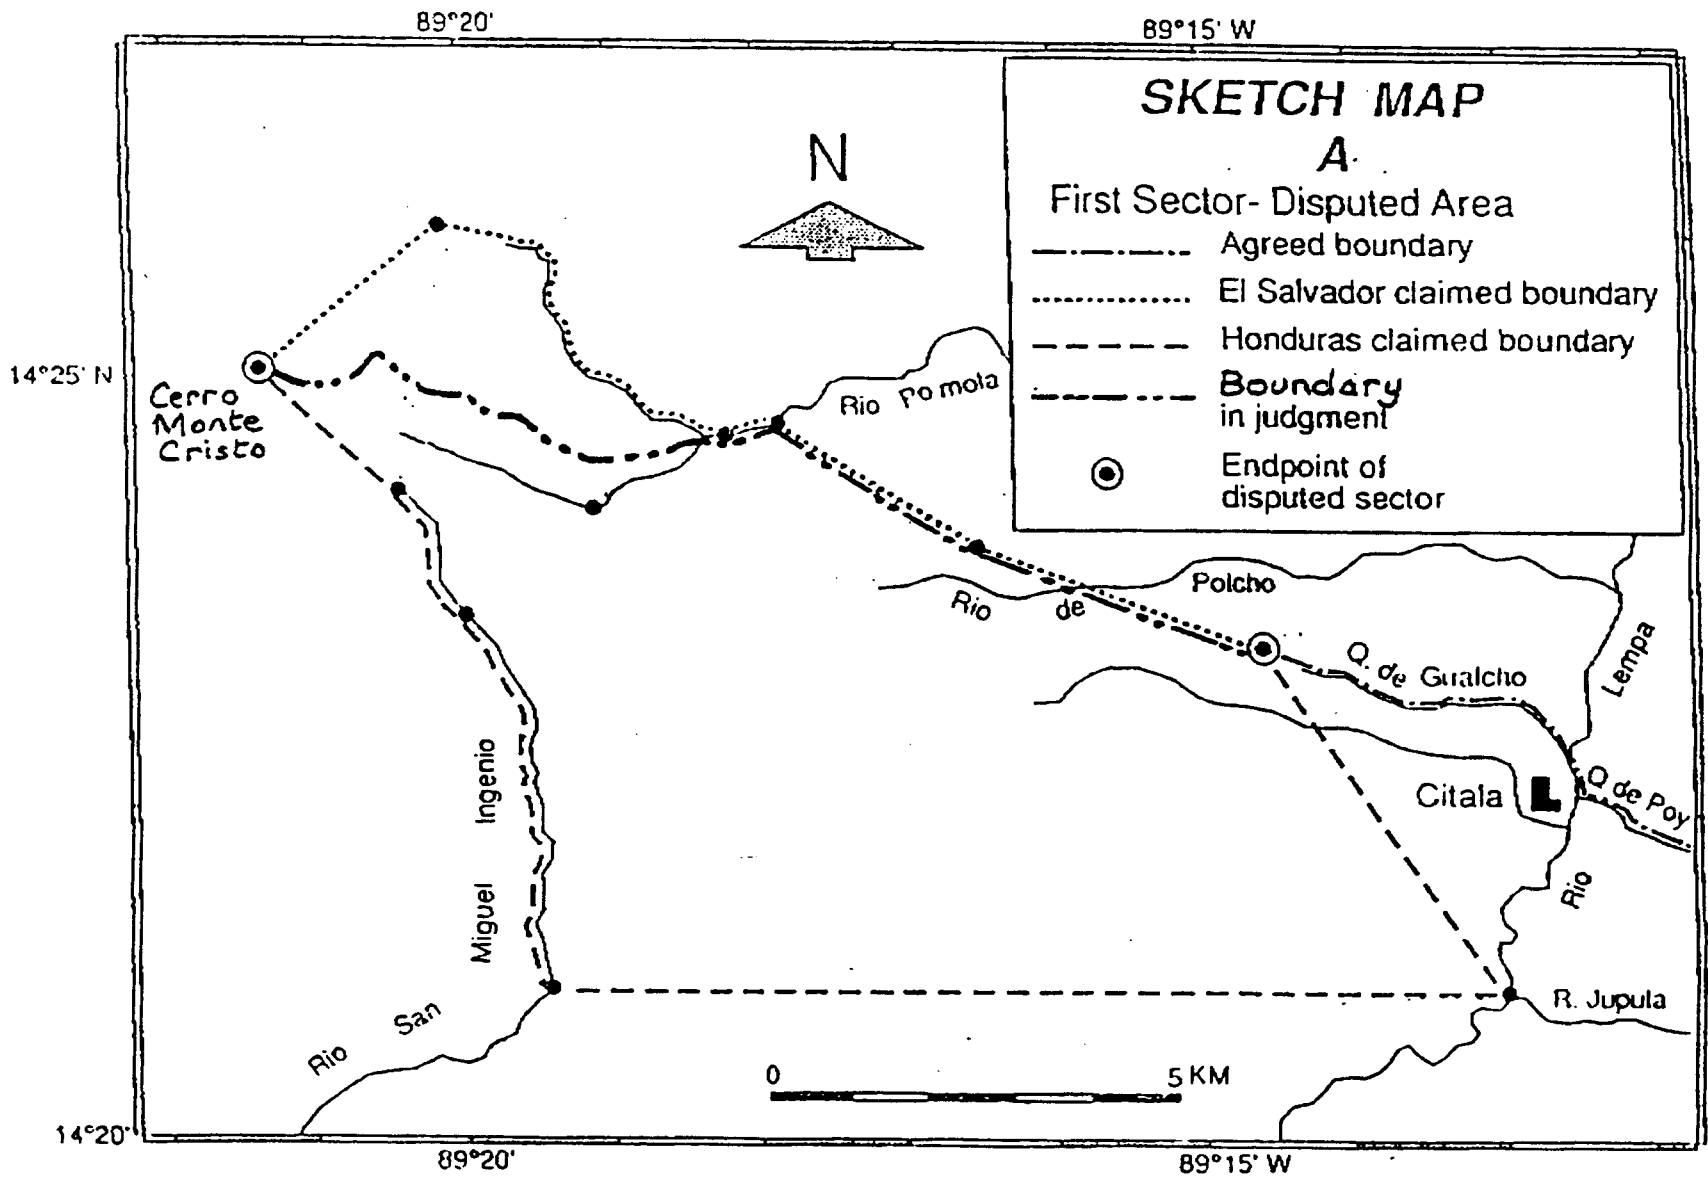 89°20'
89°15' W
SKETCH MAP
A
First Sector- Disputed Area
Agreed boundary
El Salvador claimed boundary
Honduras claimed boundary
Boundary
in judgment
Endpoint of
disputed sector
N
14°25' N
Cerro
Monte
Cristo
Rio Pomola
Rio de Polcho
Q. de Gualcho
Lempa
Rio
Citala
Q de Poy
R. Jupula
Ingenio
Miguel
San
Rio
0 5 KM
14°20'
89°20'
89°15' W